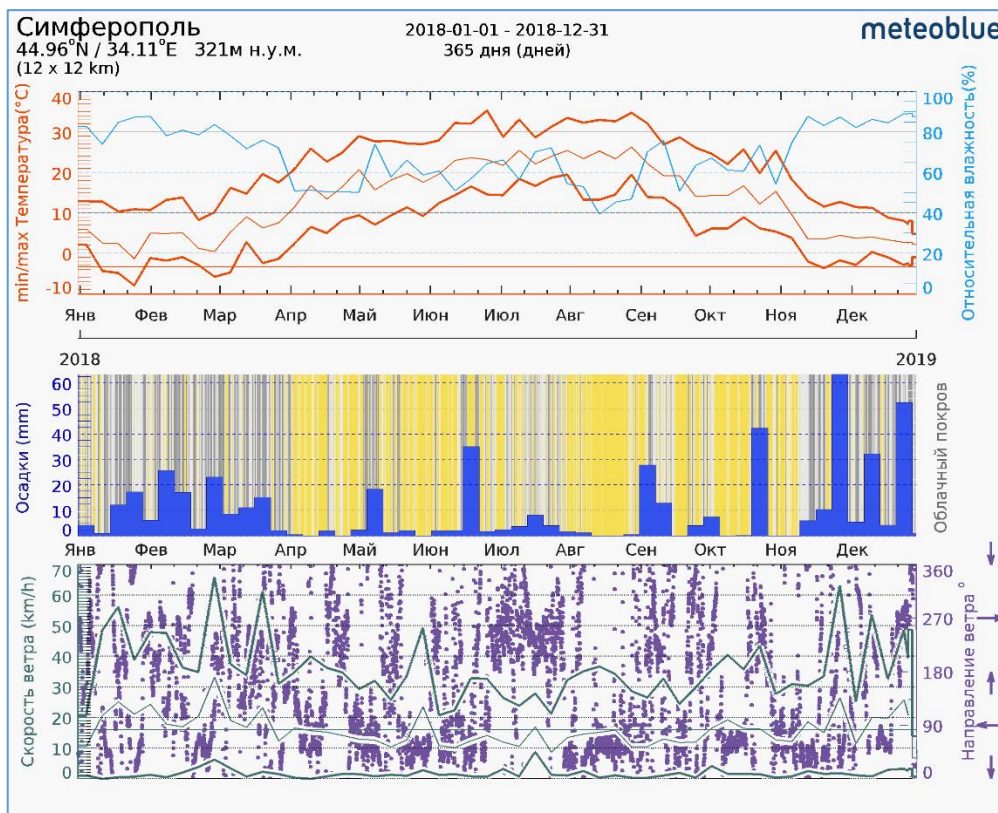 Симферополь
2018-01-01 - 2018-12-31
meteoblue
44.96°N / 34.11°E 321м н.у.м.
365 дня (дней)
(12 x 12 km)
min/max Температура(°C)
40
30
20
10
0
-10
100
80
60
40
20
0
Относительная влажность(%)
Янв Фев Мар Апр Май Июн Июл Авг Сен Окт Ноя Дек
2018 2019
Осадки (mm)
60
50
40
30
20
10
0
Облачный покров
Янв Фев Мар Апр Май Июн Июл Авг Сен Окт Ноя Дек
Скорость ветра (km/h)
70
60
50
40
30
20
10
0
360
270
180
90
0
Направление ветра °